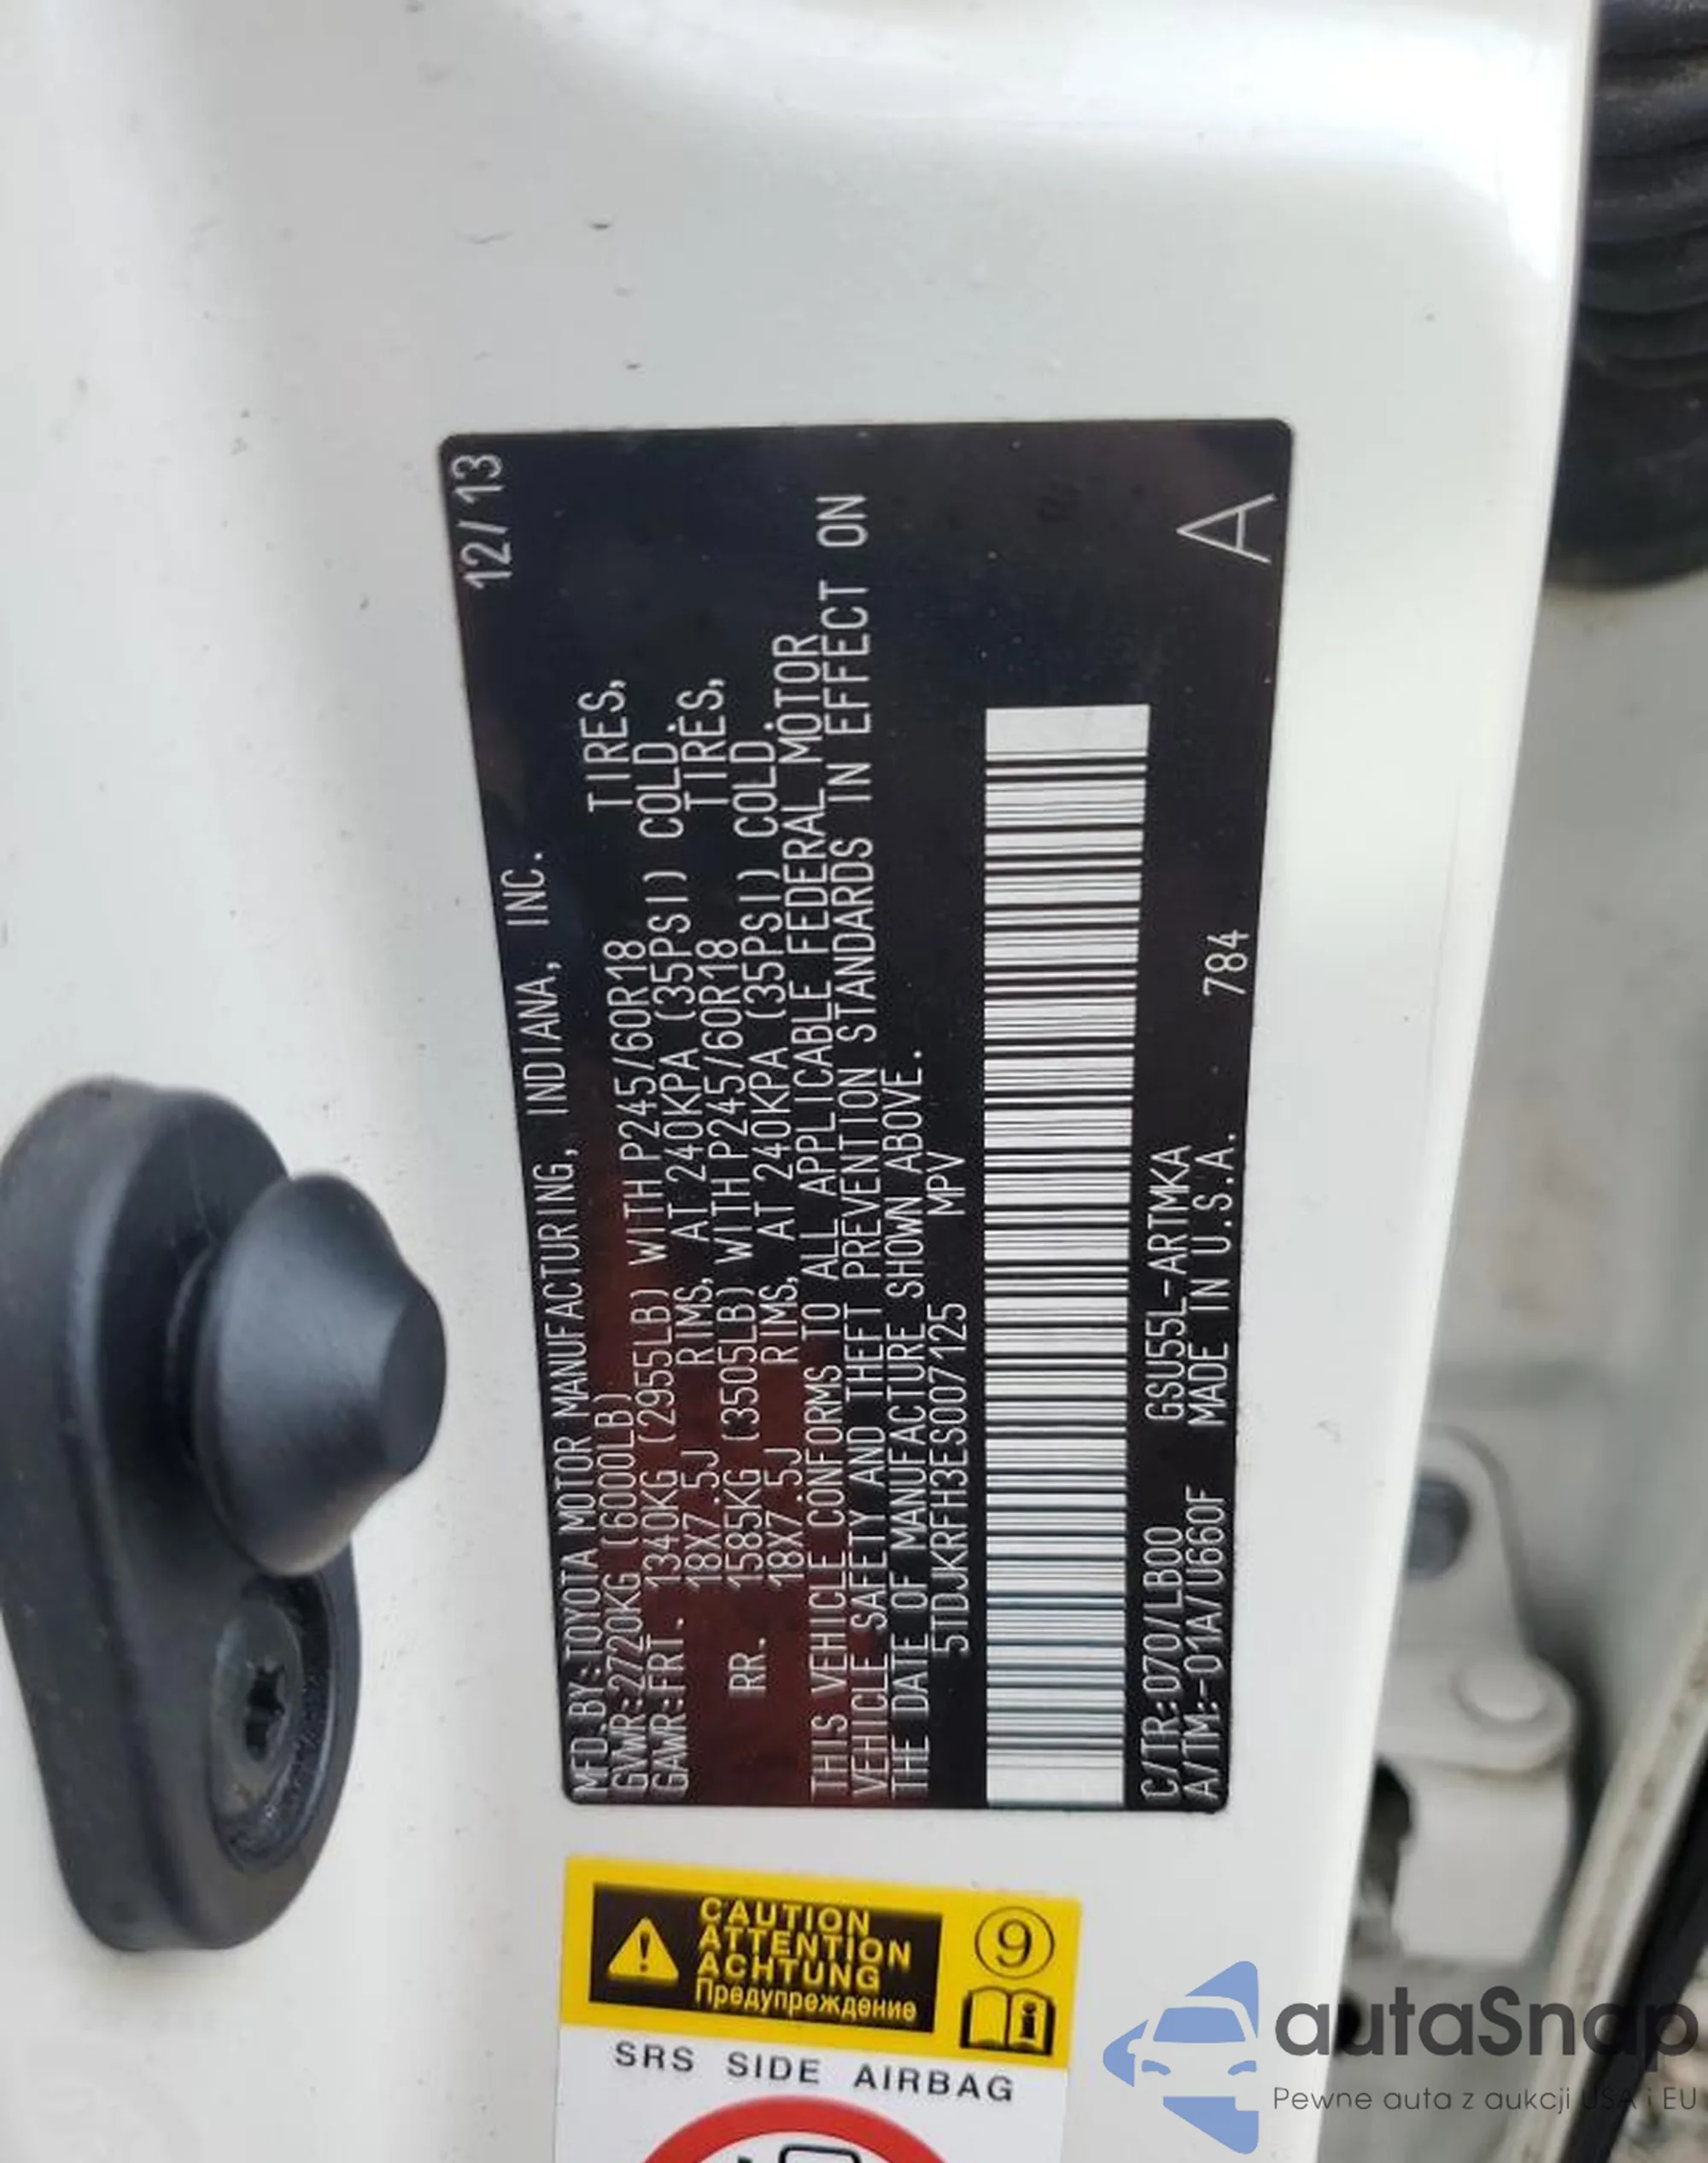 12/13
MFD.BY:TOYOTA MOTOR MANUFACTURING, INDIANA, INC.
GVWR:2720KG (6000LB)
GAWR:FRT. 1340KG (2955LB) WITH P245/60R18 TIRES,
18X7.5J RIMS, AT 240KPA (35PSI) COLD.
RR. 1585KG (3505LB) WITH P245/60R18 TIRES,
18X7.5J RIMS, AT 240KPA (35PSI) COLD.
THIS VEHICLE CONFORMS TO ALL APPLICABLE FEDERAL MOTOR
VEHICLE SAFETY AND THEFT PREVENTION STANDARDS IN EFFECT ON
THE DATE OF MANUFACTURE SHOWN ABOVE.
5TDJKRFH3ES007125 MPV
C/TR:070/LB00 GSU55L-ARTMKA
A/TM:-01A/U660F MADE IN U.S.A. 784
A
CAUTION
ATTENTION
ACHTUNG
Предупреждение
9
i
SRS SIDE AIRBAG
autaSnap
Pewne auta z aukcji USA i EU